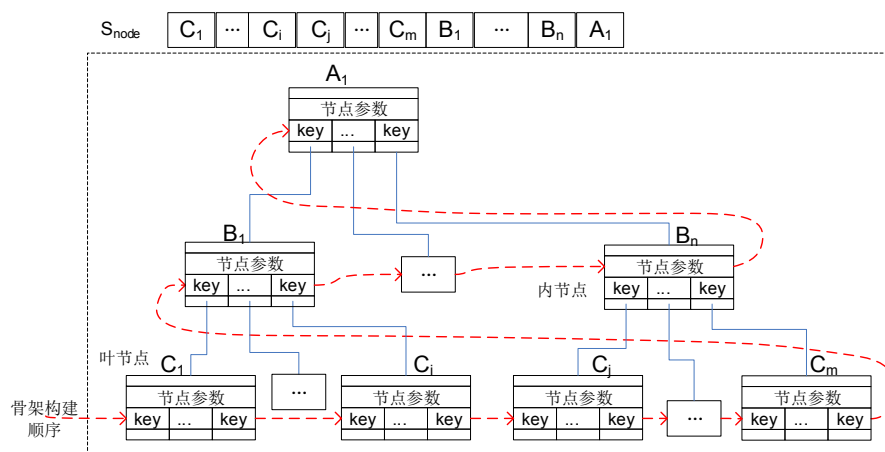 Snode C1 ... Ci Cj ... Cm B1 ... Bn A1
A1
节点参数
key ... key
B1
节点参数
key ... key
...
Bn
节点参数
key ... key
内节点
叶节点
C1
节点参数
key ... key
...
Ci
节点参数
key ... key
Cj
节点参数
key ... key
...
Cm
节点参数
key ... key
骨架构建
顺序